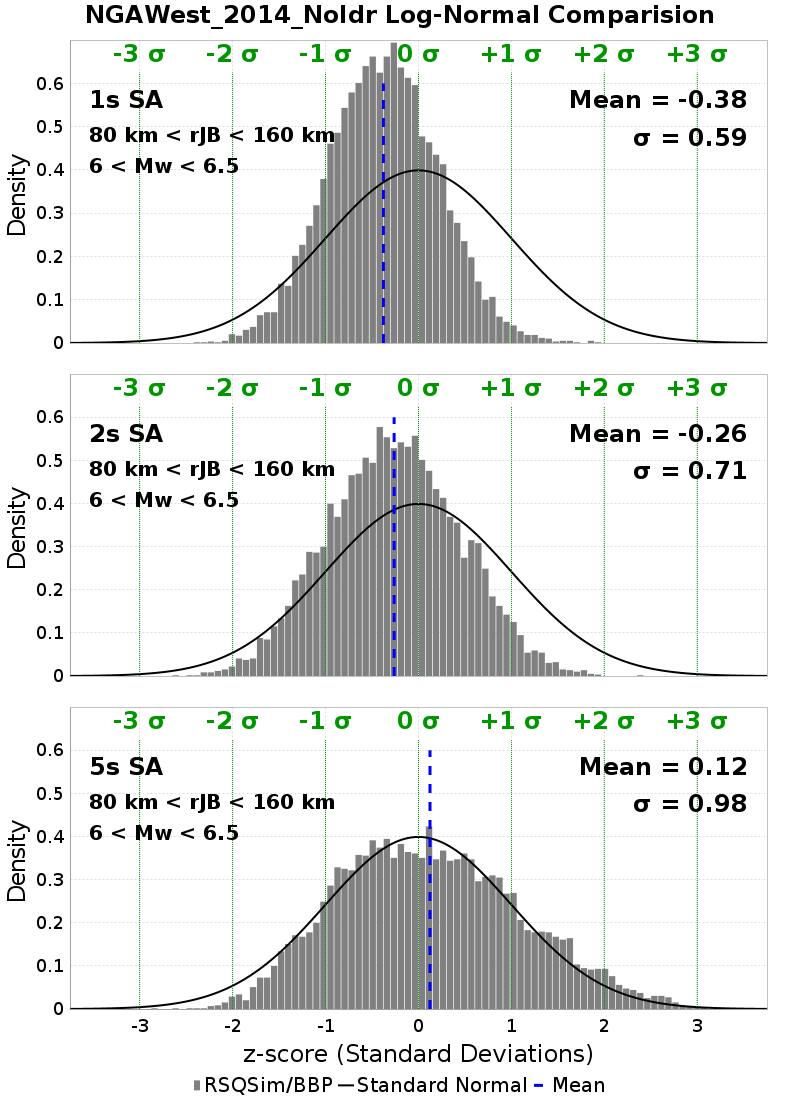 NGAWest_2014_NoIdr Log-Normal Comparision
-3 σ -2 σ -1 σ 0 σ +1 σ +2 σ +3 σ
0.6
1s SA Mean = -0.38
0.5
80 km < rJB < 160 km σ = 0.59
6 < Mw < 6.5
0.4
Density
0.3
0.2
0.1
0
-3 σ -2 σ -1 σ 0 σ +1 σ +2 σ +3 σ
0.6
2s SA Mean = -0.26
0.5
80 km < rJB < 160 km σ = 0.71
6 < Mw < 6.5
0.4
Density
0.3
0.2
0.1
0
-3 σ -2 σ -1 σ 0 σ +1 σ +2 σ +3 σ
0.6
5s SA Mean = 0.12
0.5
80 km < rJB < 160 km σ = 0.98
6 < Mw < 6.5
0.4
Density
0.3
0.2
0.1
0
-3 -2 -1 0 1 2 3
z-score (Standard Deviations)
RSQSim/BBP Standard Normal Mean